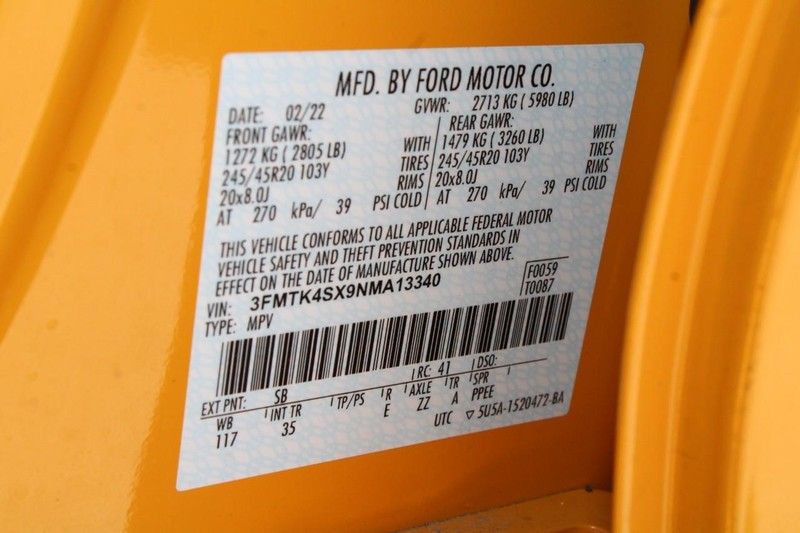 MFD. BY FORD MOTOR CO.
DATE: 02/22 GVWR: 2713 KG ( 5980 LB)
FRONT GAWR: REAR GAWR:
1272 KG ( 2805 LB) WITH 1479 KG ( 3260 LB) WITH
245/45R20 103Y TIRES 245/45R20 103Y TIRES
20x8.0J RIMS 20x8.0J RIMS
AT 270 kPa/ 39 PSI COLD AT 270 kPa/ 39 PSI COLD
THIS VEHICLE CONFORMS TO ALL APPLICABLE FEDERAL MOTOR
VEHICLE SAFETY AND THEFT PREVENTION STANDARDS IN
EFFECT ON THE DATE OF MANUFACTURE SHOWN ABOVE.
VIN: 3FMTK4SX9NMA13340 F0059
TYPE: MPV T0087
EXT PNT: SB RC: 41 DSO:
WB INT TR TP/PS R AXLE TR SPR
117 35 E ZZ A PPEE
UTC ▽ 5U5A-1520472-BA